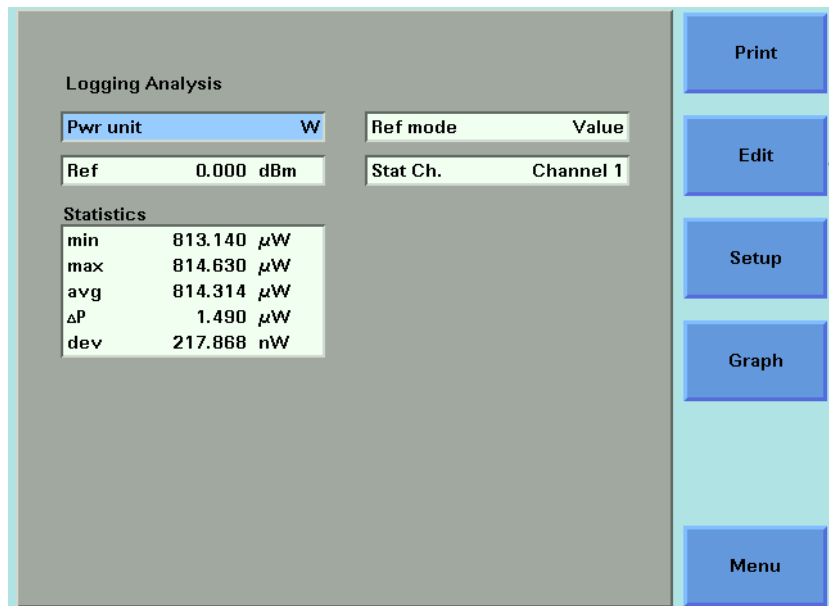 Logging Analysis
Pwr unit W
Ref mode Value
Ref 0.000 dBm
Stat Ch. Channel 1
Statistics
min 813.140 µW
max 814.630 µW
avg 814.314 µW
△P 1.490 µW
dev 217.868 nW
Print
Edit
Setup
Graph
Menu